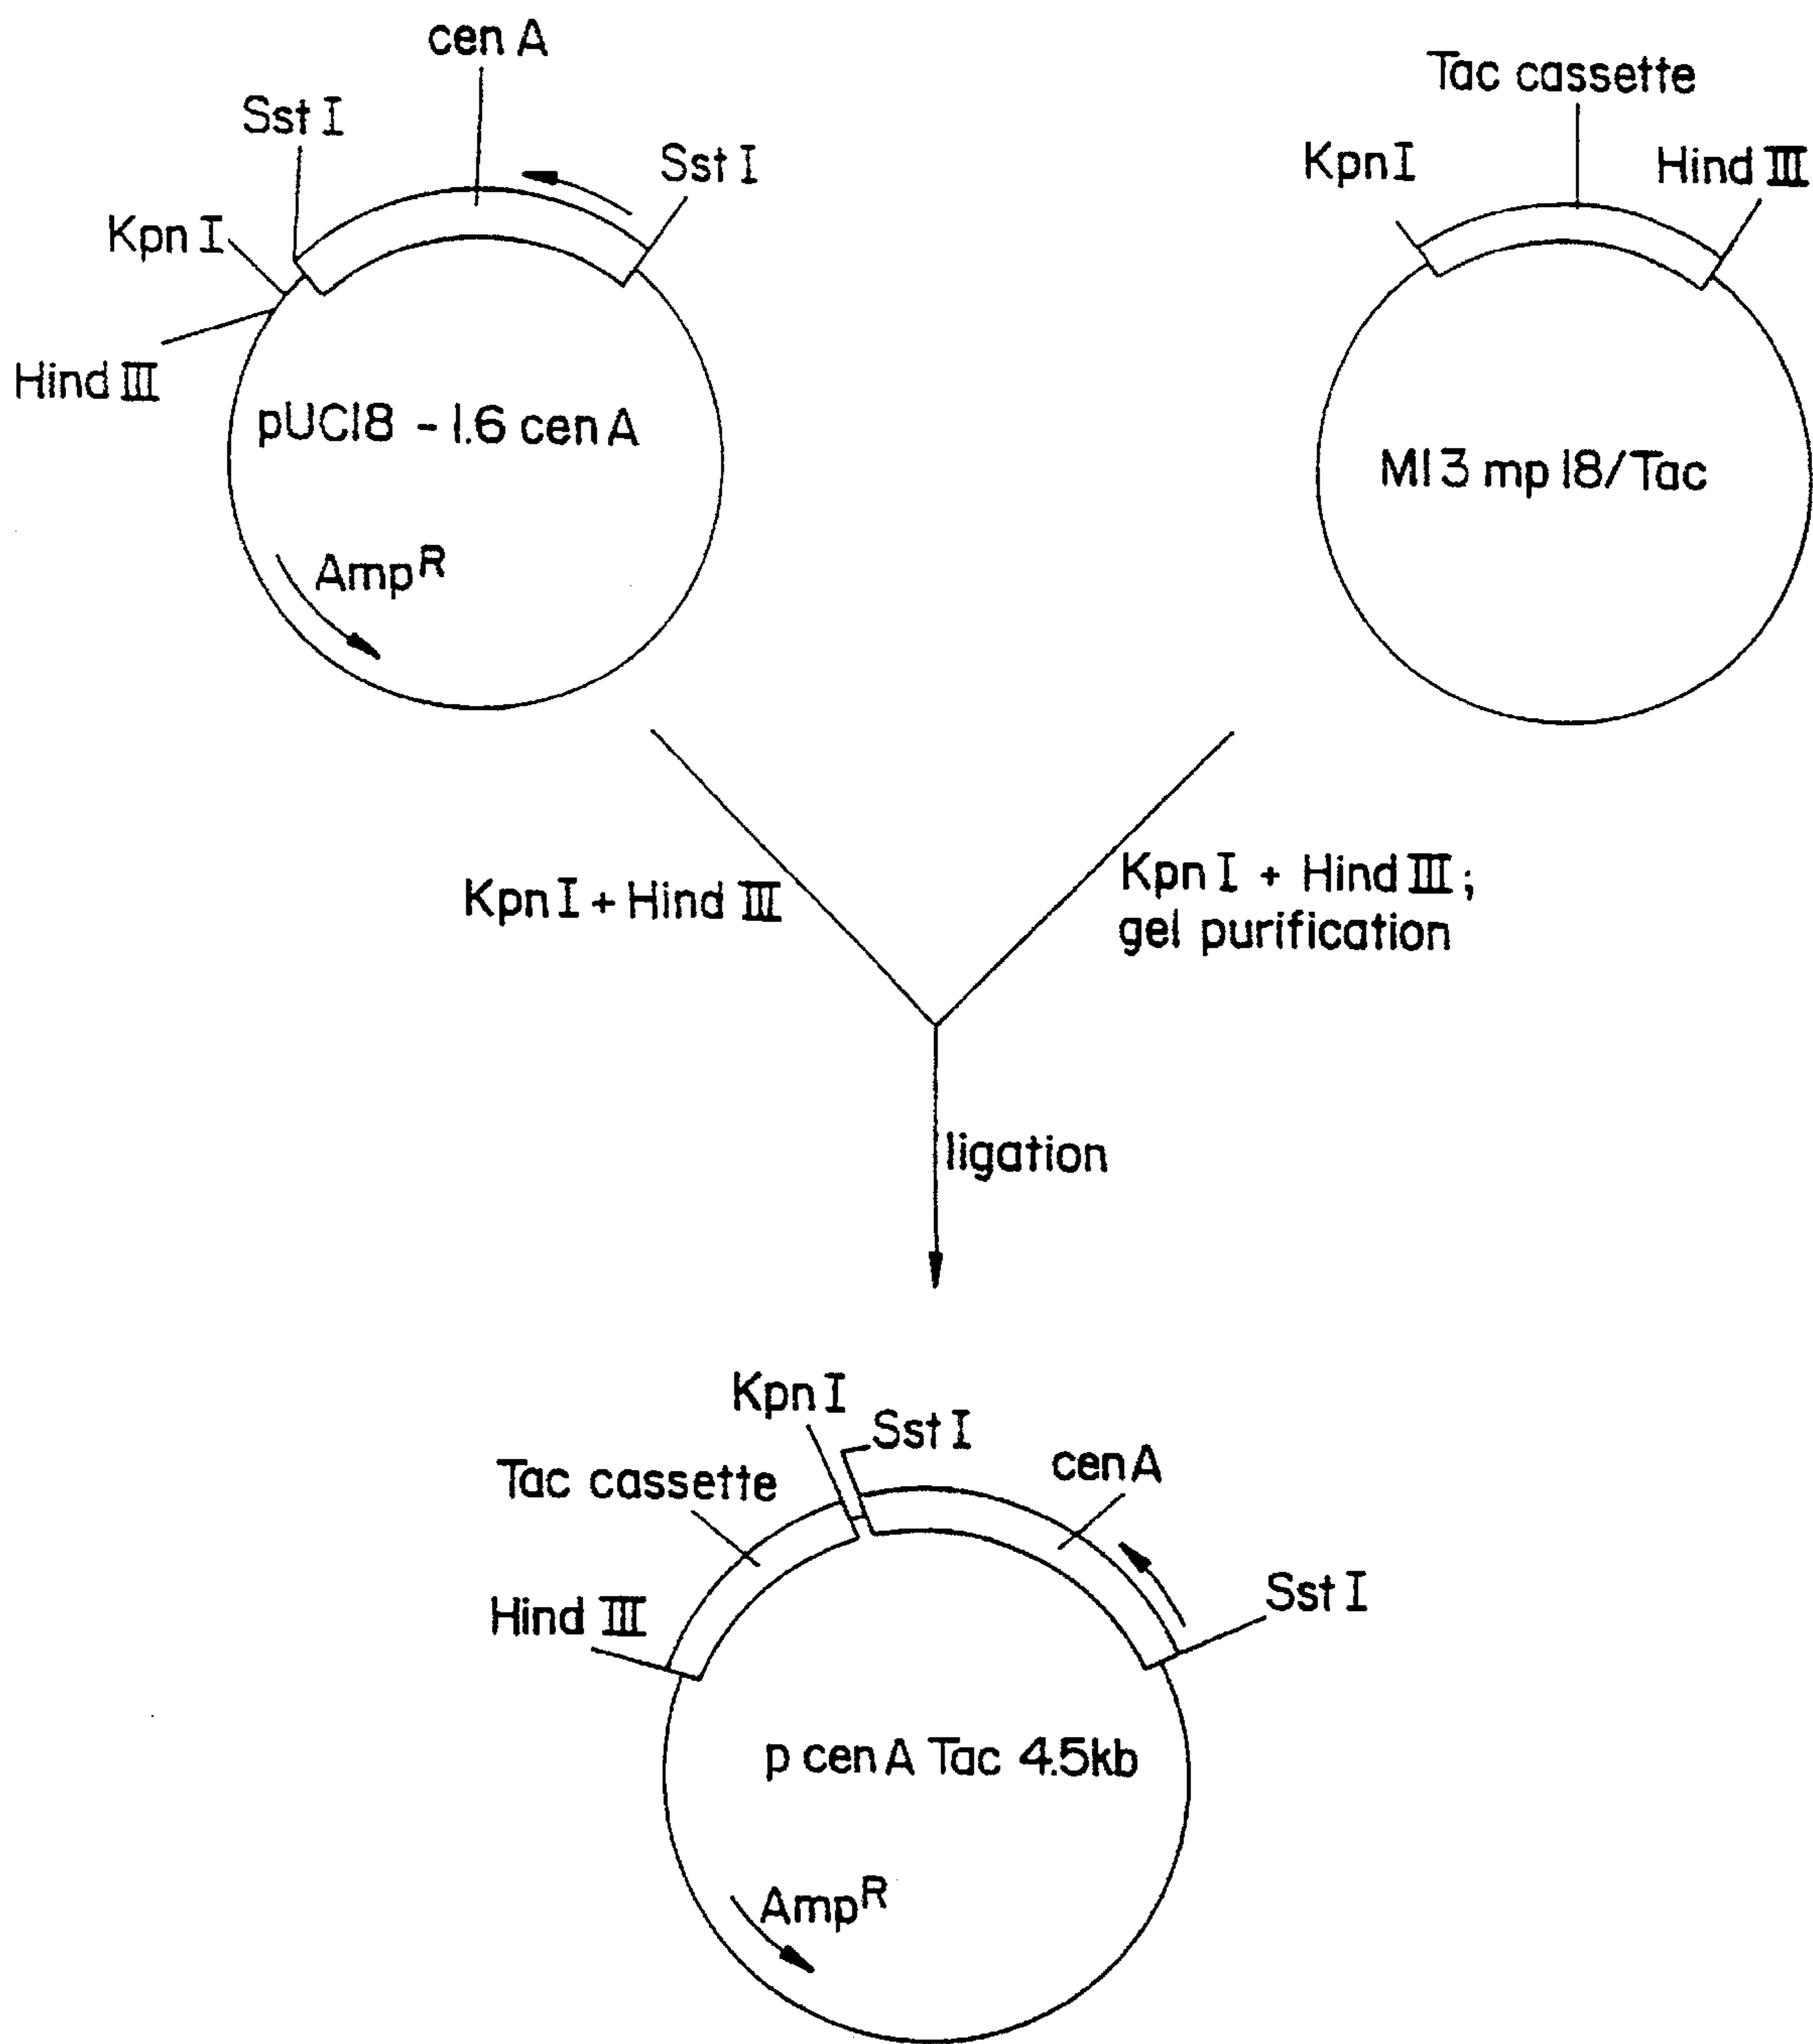 cen A
Sst I
Sst I
Kpn I
Hind III
pUC18 - 1.6 cen A
Amp R
Tac cassette
Kpn I
Hind III
M13 mp 18/Tac
Kpn I + Hind III
Kpn I + Hind III;
gel purification
ligation
Kpn I
Sst I
cen A
Tac cassette
Hind III
Sst I
p cen A Tac 4.5kb
Amp R